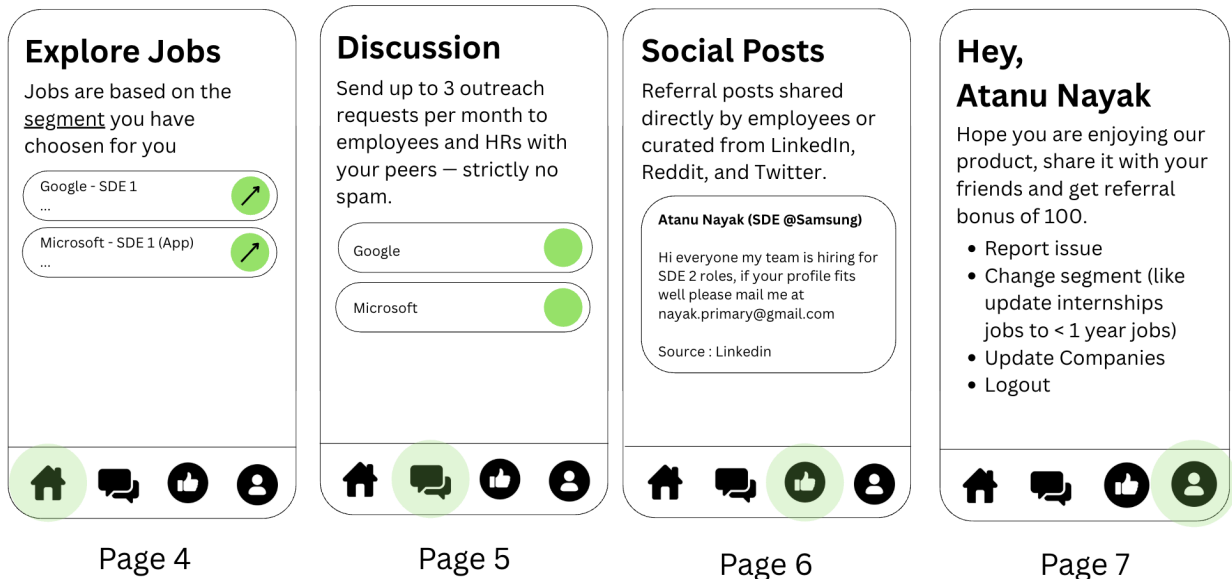 Explore Jobs
Jobs are based on the
segment you have
choosen for you
Google - SDE 1
...
Microsoft - SDE 1 (App)
...
Page 4
Discussion
Send up to 3 outreach
requests per month to
employees and HRs with
your peers — strictly no
spam.
Google
Microsoft
Page 5
Social Posts
Referral posts shared
directly by employees or
curated from LinkedIn,
Reddit, and Twitter.
Atanu Nayak (SDE @Samsung)
Hi everyone my team is hiring for
SDE 2 roles, if your profile fits
well please mail me at
nayak.primary@gmail.com
Source : Linkedin
Page 6
Hey,
Atanu Nayak
Hope you are enjoying our
product, share it with your
friends and get referral
bonus of 100.
• Report issue
• Change segment (like
update internships
jobs to < 1 year jobs)
• Update Companies
• Logout
Page 7